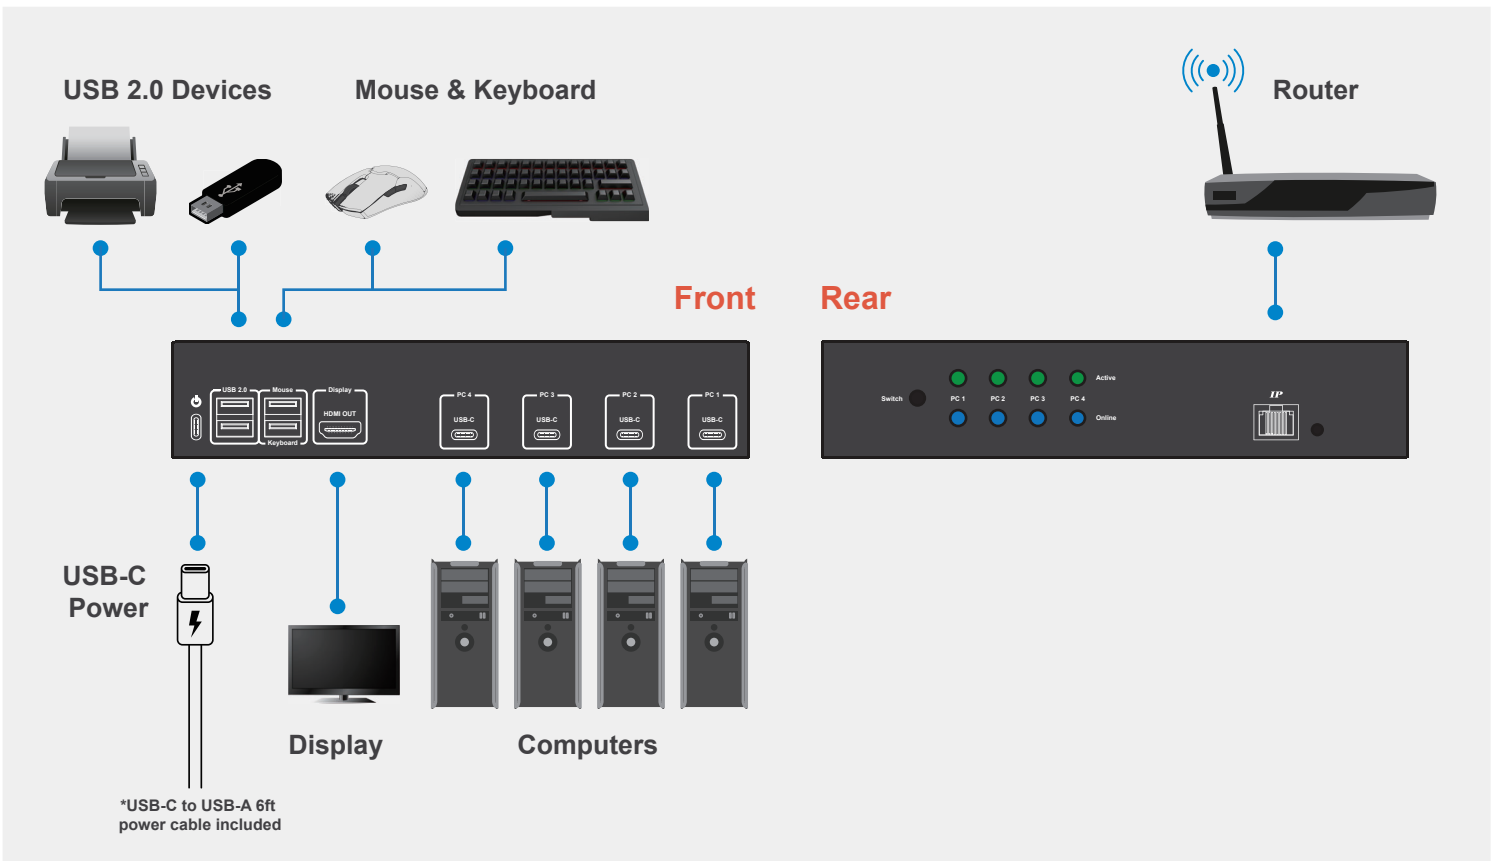 USB 2.0 Devices
Mouse & Keyboard
Router
Front
Rear
USB 2.0
Mouse
Display
HDMI OUT
Keyboard
PC 4
USB-C
PC 3
USB-C
PC 2
USB-C
PC 1
USB-C
Active
Switch
PC 1
PC 2
PC 3
PC 4
Online
IP
USB-C
Power
Display
Computers
*USB-C to USB-A 6ft
power cable included